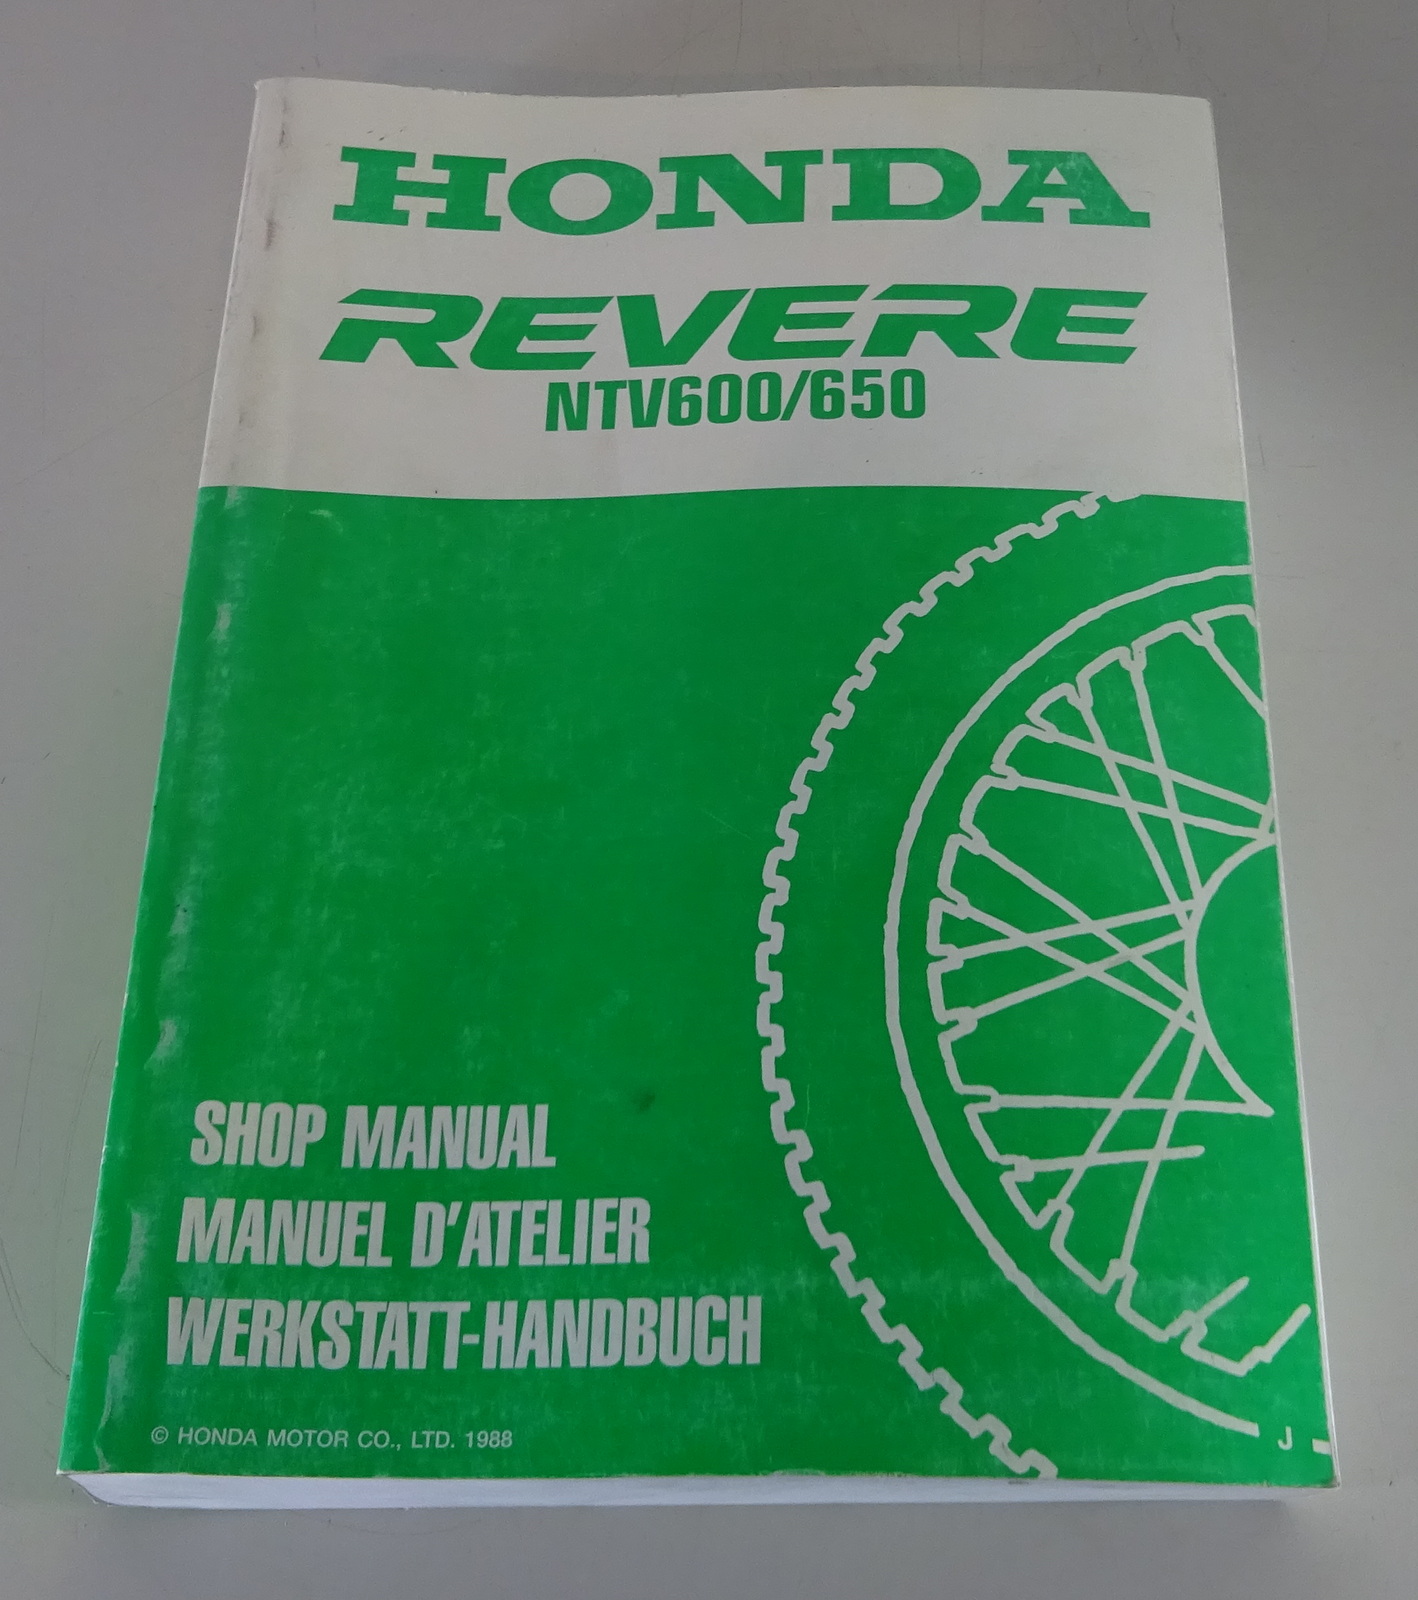 HONDA
REVERE
NTV600/650
SHOP MANUAL
MANUEL D'ATELIER
WERKSTATT-HANDBUCH
© HONDA MOTOR CO., LTD. 1988
J